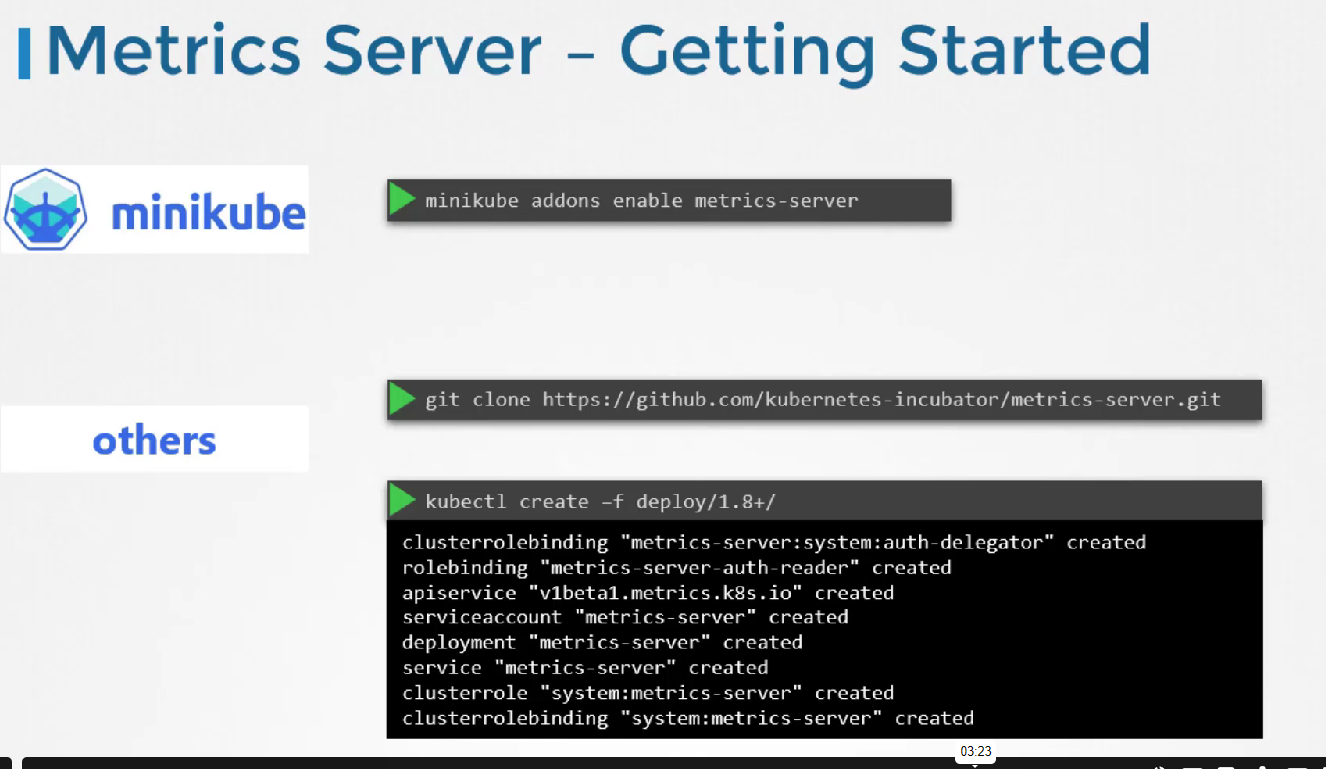 Metrics Server – Getting Started
minikube
minikube addons enable metrics-server
git clone https://github.com/kubernetes-incubator/metrics-server.git
others
kubectl create –f deploy/1.8+/
clusterrolebinding "metrics-server:system:auth-delegator" created
rolebinding "metrics-server-auth-reader" created
apiservice "v1beta1.metrics.k8s.io" created
serviceaccount "metrics-server" created
deployment "metrics-server" created
service "metrics-server" created
clusterrole "system:metrics-server" created
clusterrolebinding "system:metrics-server" created
03:23